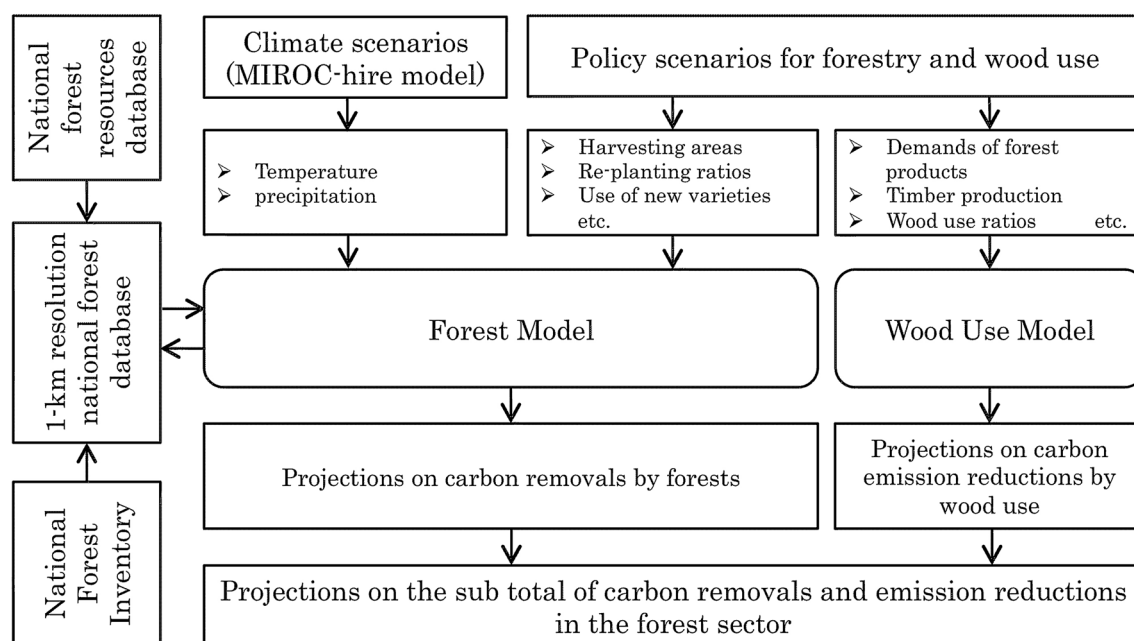 National
forest
resources
database
Climate scenarios
(MIROC-hire model)
Policy scenarios for forestry and wood use
➢ Temperature
➢ precipitation
➢ Harvesting areas
➢ Re-planting ratios
➢ Use of new varieties
etc.
➢ Demands of forest
products
➢ Timber production
➢ Wood use ratios etc.
1-km resolution
national forest
database
Forest Model
Wood Use Model
Projections on carbon removals by forests
Projections on carbon
emission reductions by
wood use
National
Forest
Inventory
Projections on the sub total of carbon removals and emission reductions
in the forest sector